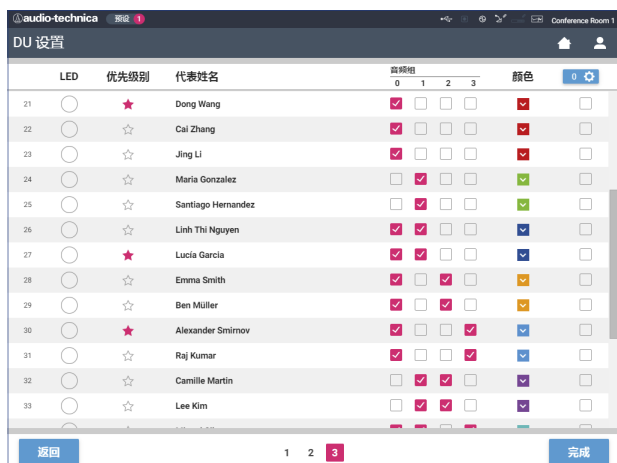 audio-technica 预设 1 Conference Room 1
DU 设置
LED 优先级别 代表姓名 音频组 颜色 0
0 1 2 3
21 Dong Wang
22 Cai Zhang
23 Jing Li
24 Maria Gonzalez
25 Santiago Hernandez
26 Linh Thi Nguyen
27 Lucía Garcia
28 Emma Smith
29 Ben Müller
30 Alexander Smirnov
31 Raj Kumar
32 Camille Martin
33 Lee Kim
返回 1 2 3 完成